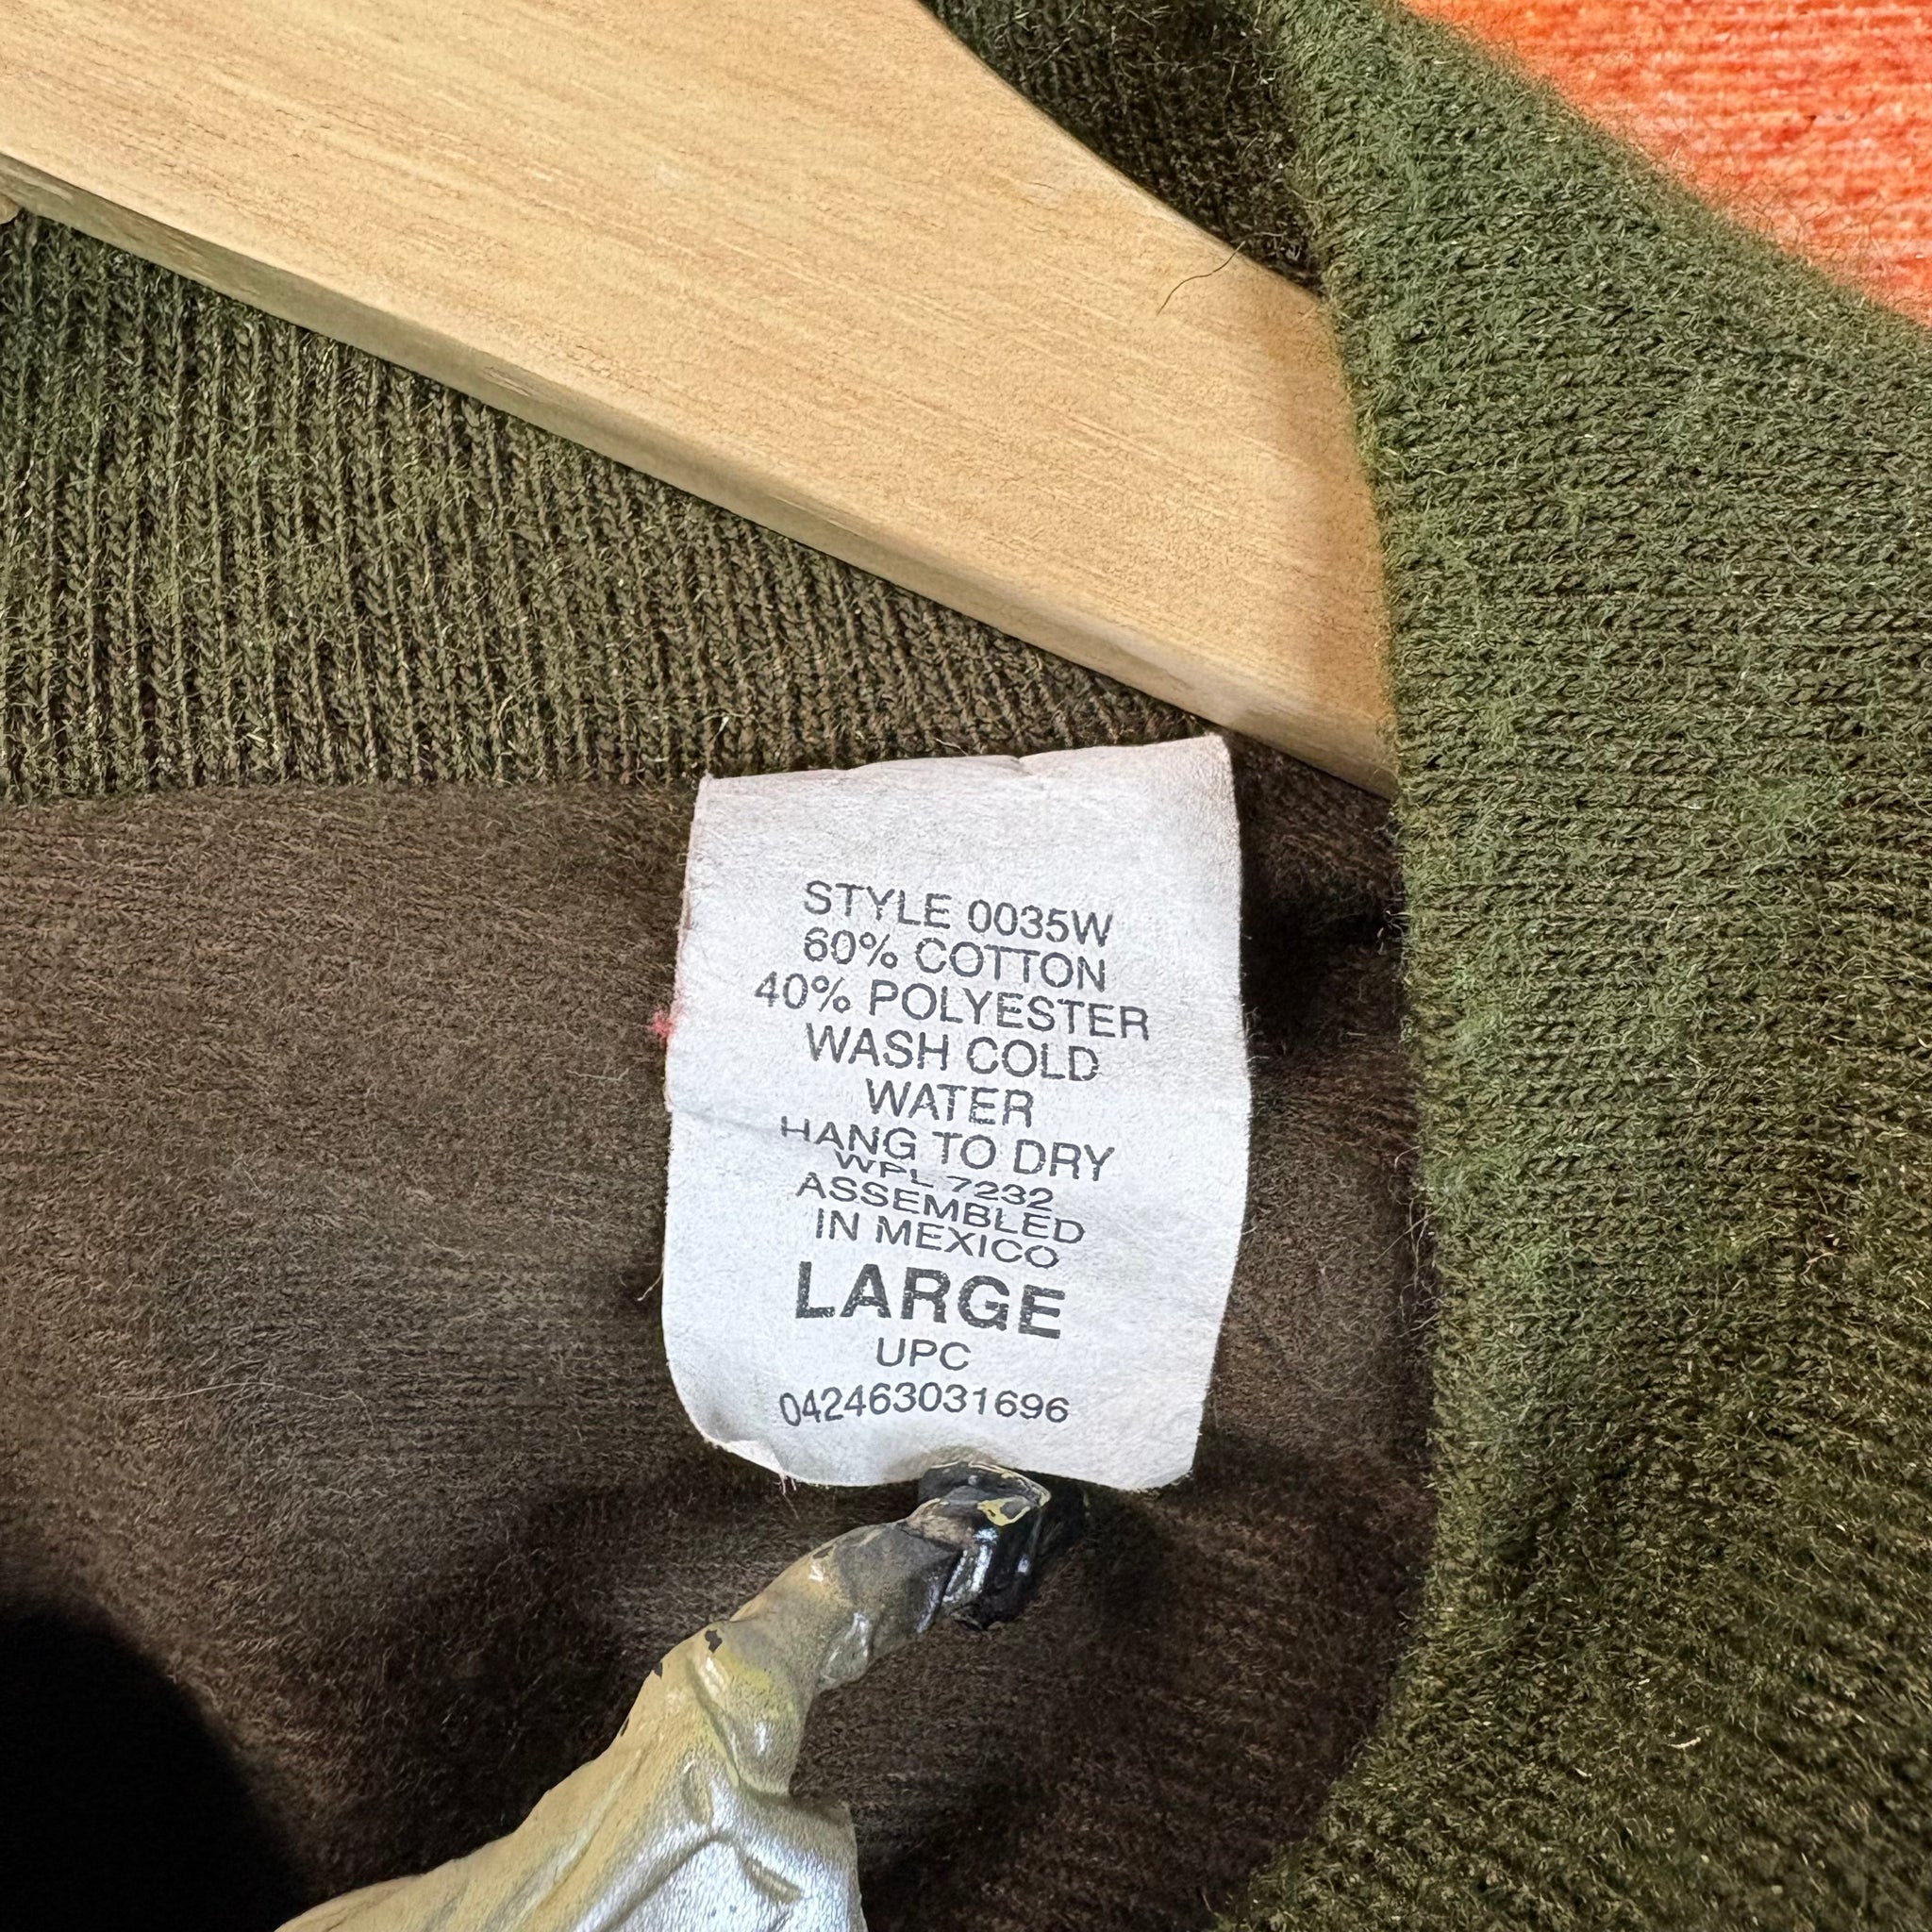 STYLE 0035W
60% COTTON
40% POLYESTER
WASH COLD
WATER
HANG TO DRY
WPL 7232
ASSEMBLED
IN MEXICO
LARGE
UPC
042463031696